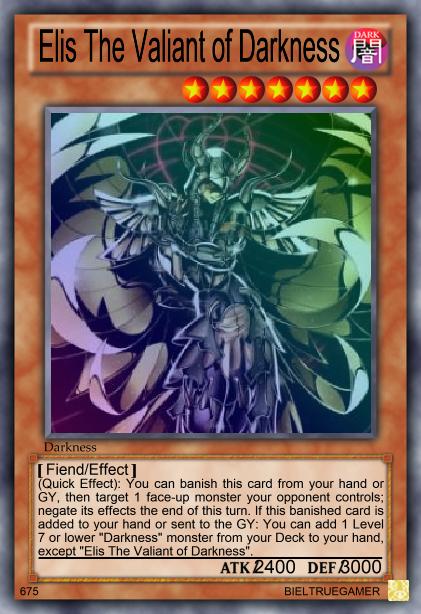 Elis The Valiant of Darkness
DARK
闇
Darkness
[ Fiend/Effect ]
(Quick Effect): You can banish this card from your hand or
GY, then target 1 face-up monster your opponent controls;
negate its effects the end of this turn. If this banished card is
added to your hand or sent to the GY: You can add 1 Level
7 or lower "Darkness" monster from your Deck to your hand,
except "Elis The Valiant of Darkness".
ATK 2400 DEF 3000
675 BIELTRUEGAMER